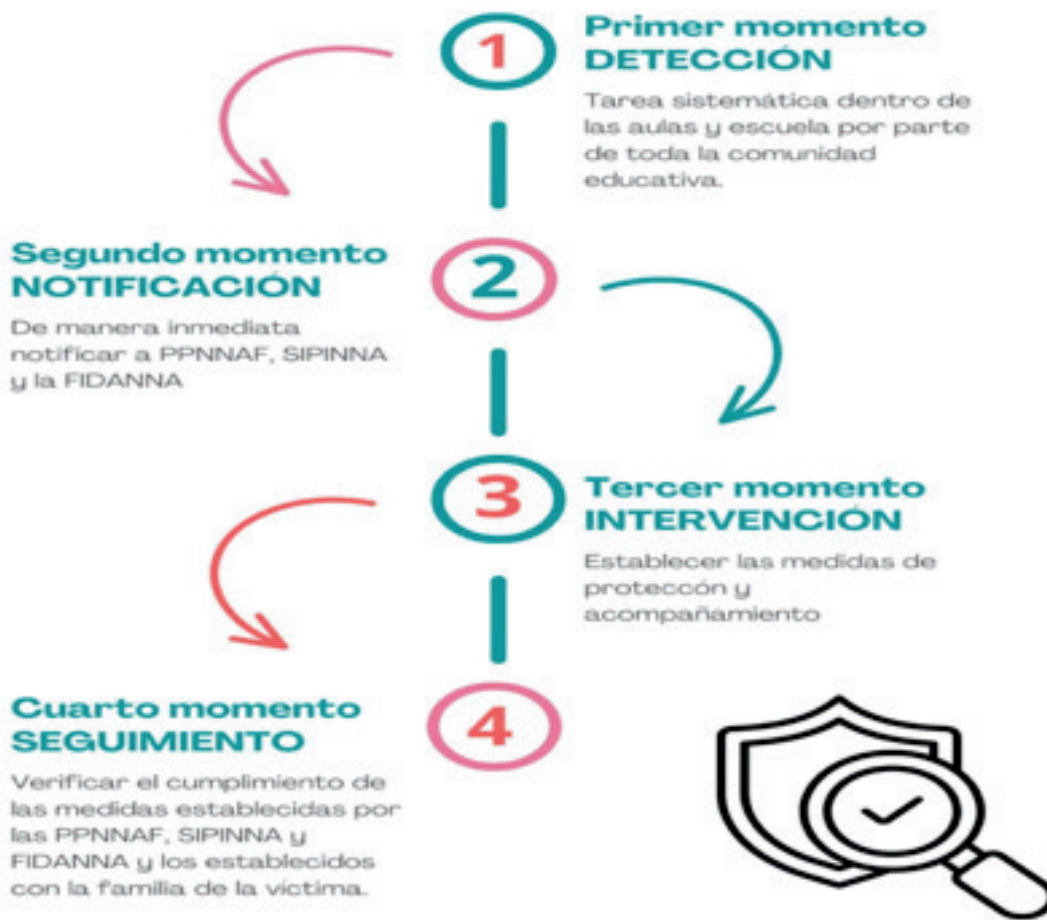 1
Primer momento
DETECCIÓN
Tarea sistemática dentro de
las aulas y escuela por parte
de toda la comunidad
educativa.
Segundo momento
NOTIFICACIÓN
De manera inmediata
notificar a PPNNAF, SIPINNA
y la FIDANNA
2
3
Tercer momento
INTERVENCIÓN
Establecer las medidas de
proteccón y
acompañamiento
Cuarto momento
SEGUIMIENTO
Verificar el cumplimiento de
las medidas establecidas por
las PPNNAF, SIPINNA y
FIDANNA y los establecidos
con la familia de la víctima.
4